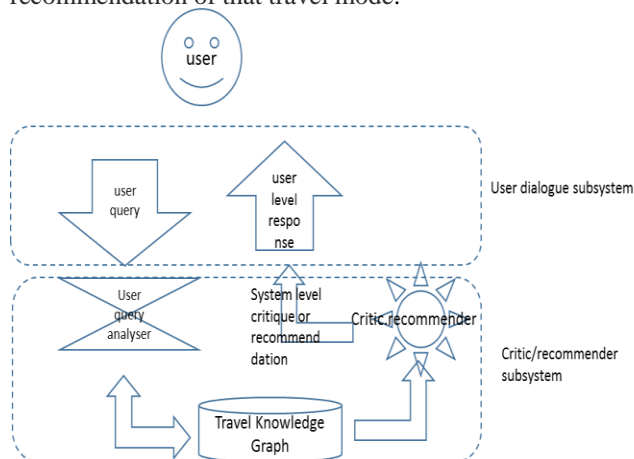 recommendation of that travel mode.
user
user
query
user
level
respo
nse
User dialogue subsystem
User
query
analyser
System level
critique or
recommend
dation
Critic recommender
Critic/recommender
subsystem
Travel Knowledge
Graph